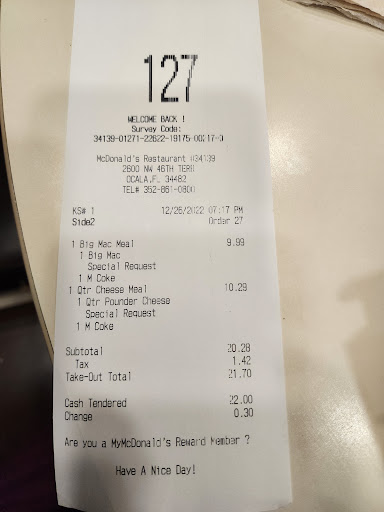 127
WELCOME BACK !
Survey Code:
34139-01271-22622-19175-00217-0
McDonald's Restaurant #34139
2600 NW 46TH TERR
OCALA,FL 34482
TEL# 352-861-0800
KS# 1 12/26/2022 07:17 PM
Side2 Order 27
1 Big Mac Meal 9.99
1 Big Mac
Special Request
1 M Coke
1 Qtr Cheese Meal 10.29
1 Qtr Pounder Cheese
Special Request
1 M Coke
Subtotal 20.28
Tax 1.42
Take-Out Total 21.70
Cash Tendered 22.00
Change 0.30
Are you a MyMcDonald's Reward Member ?
Have A Nice Day!